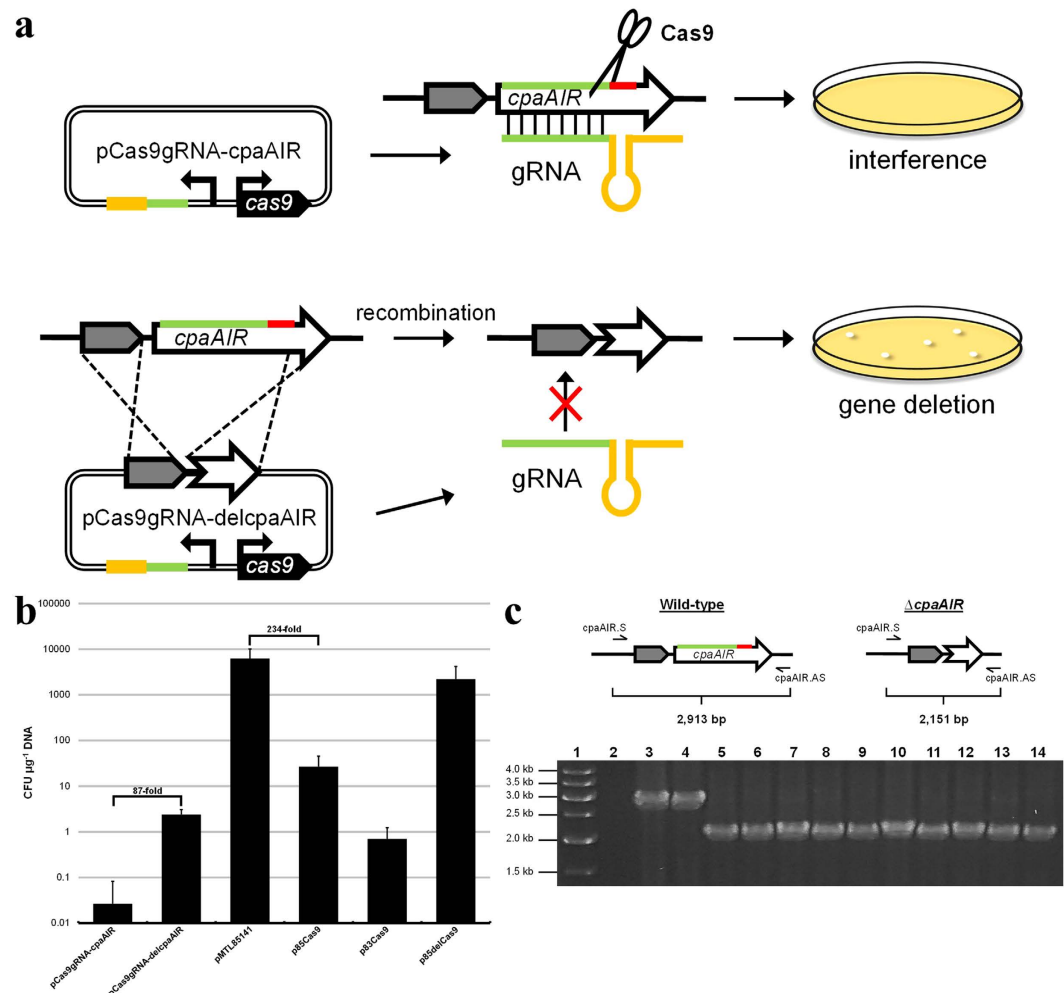 a
Cas9
cpaAIR
pCas9gRNA-cpaAIR
cas9
gRNA
interference
cpaAIR
recombination
gRNA
gene deletion
pCas9gRNA-delcpaAIR
cas9
b
CFU µg⁻¹ DNA
100000
10000
1000
100
10
1
0.1
0.01
87-fold
234-fold
pCas9gRNA-cpaAIR
pCas9gRNA-delcpaAIR
pMTL85141
p85Cas9
p83Cas9
p85delCas9
c
Wild-type
ΔcpaAIR
cpaAIR.S
cpaAIR
cpaAIR.AS
2,913 bp
cpaAIR.S
cpaAIR.AS
2,151 bp
1 2 3 4 5 6 7 8 9 10 11 12 13 14
4.0 kb
3.5 kb
3.0 kb
2.5 kb
2.0 kb
1.5 kb